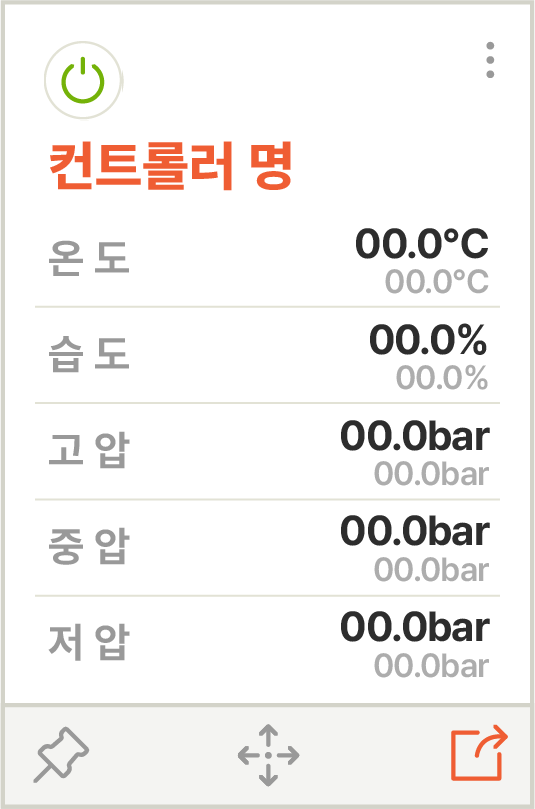 컨트롤러 명
온 도 00.0°C
00.0°C
습 도 00.0%
00.0%
고 압 00.0bar
00.0bar
중 압 00.0bar
00.0bar
저 압 00.0bar
00.0bar